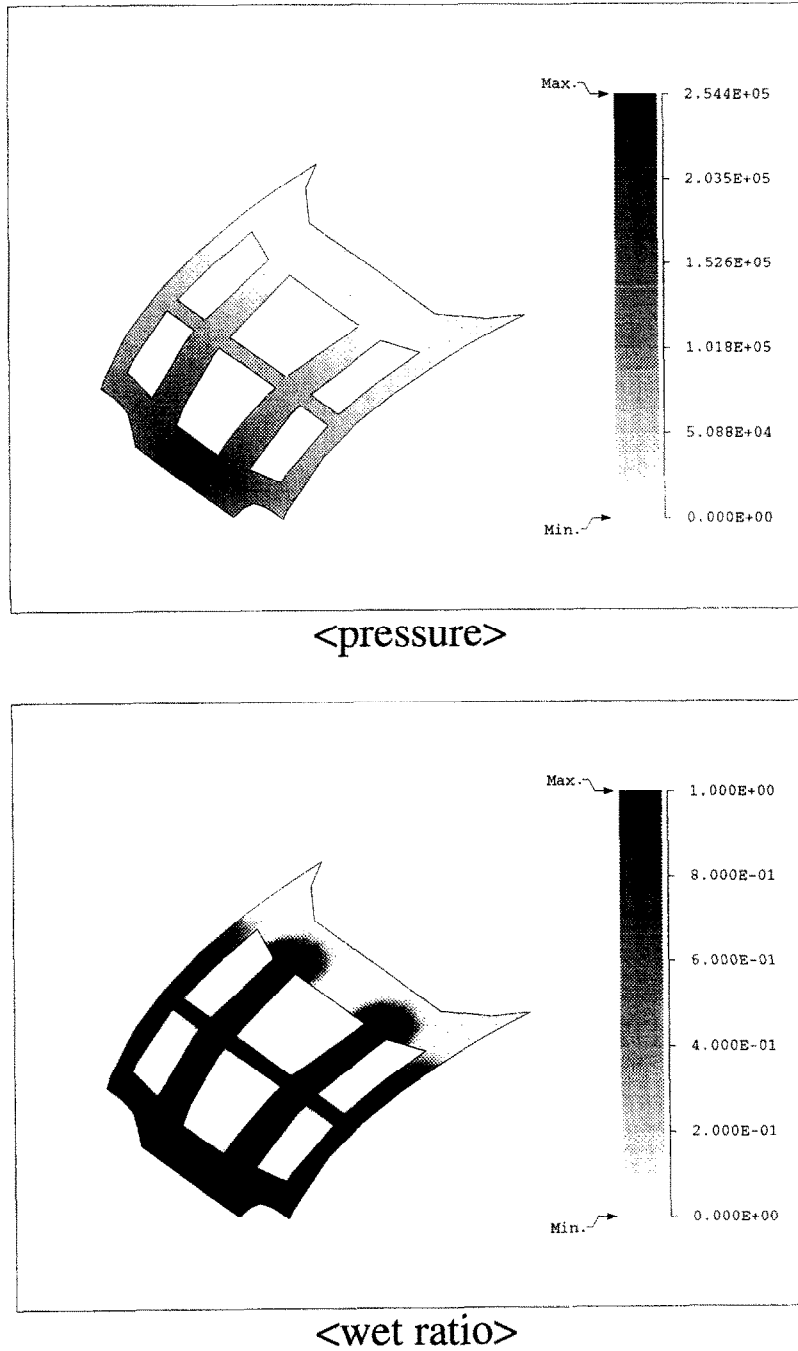 Max.
2.544E+05
2.035E+05
1.526E+05
1.018E+05
5.088E+04
Min.
0.000E+00
<pressure>
Max.
1.000E+00
8.000E-01
6.000E-01
4.000E-01
2.000E-01
0.000E+00
Min.
<wet ratio>